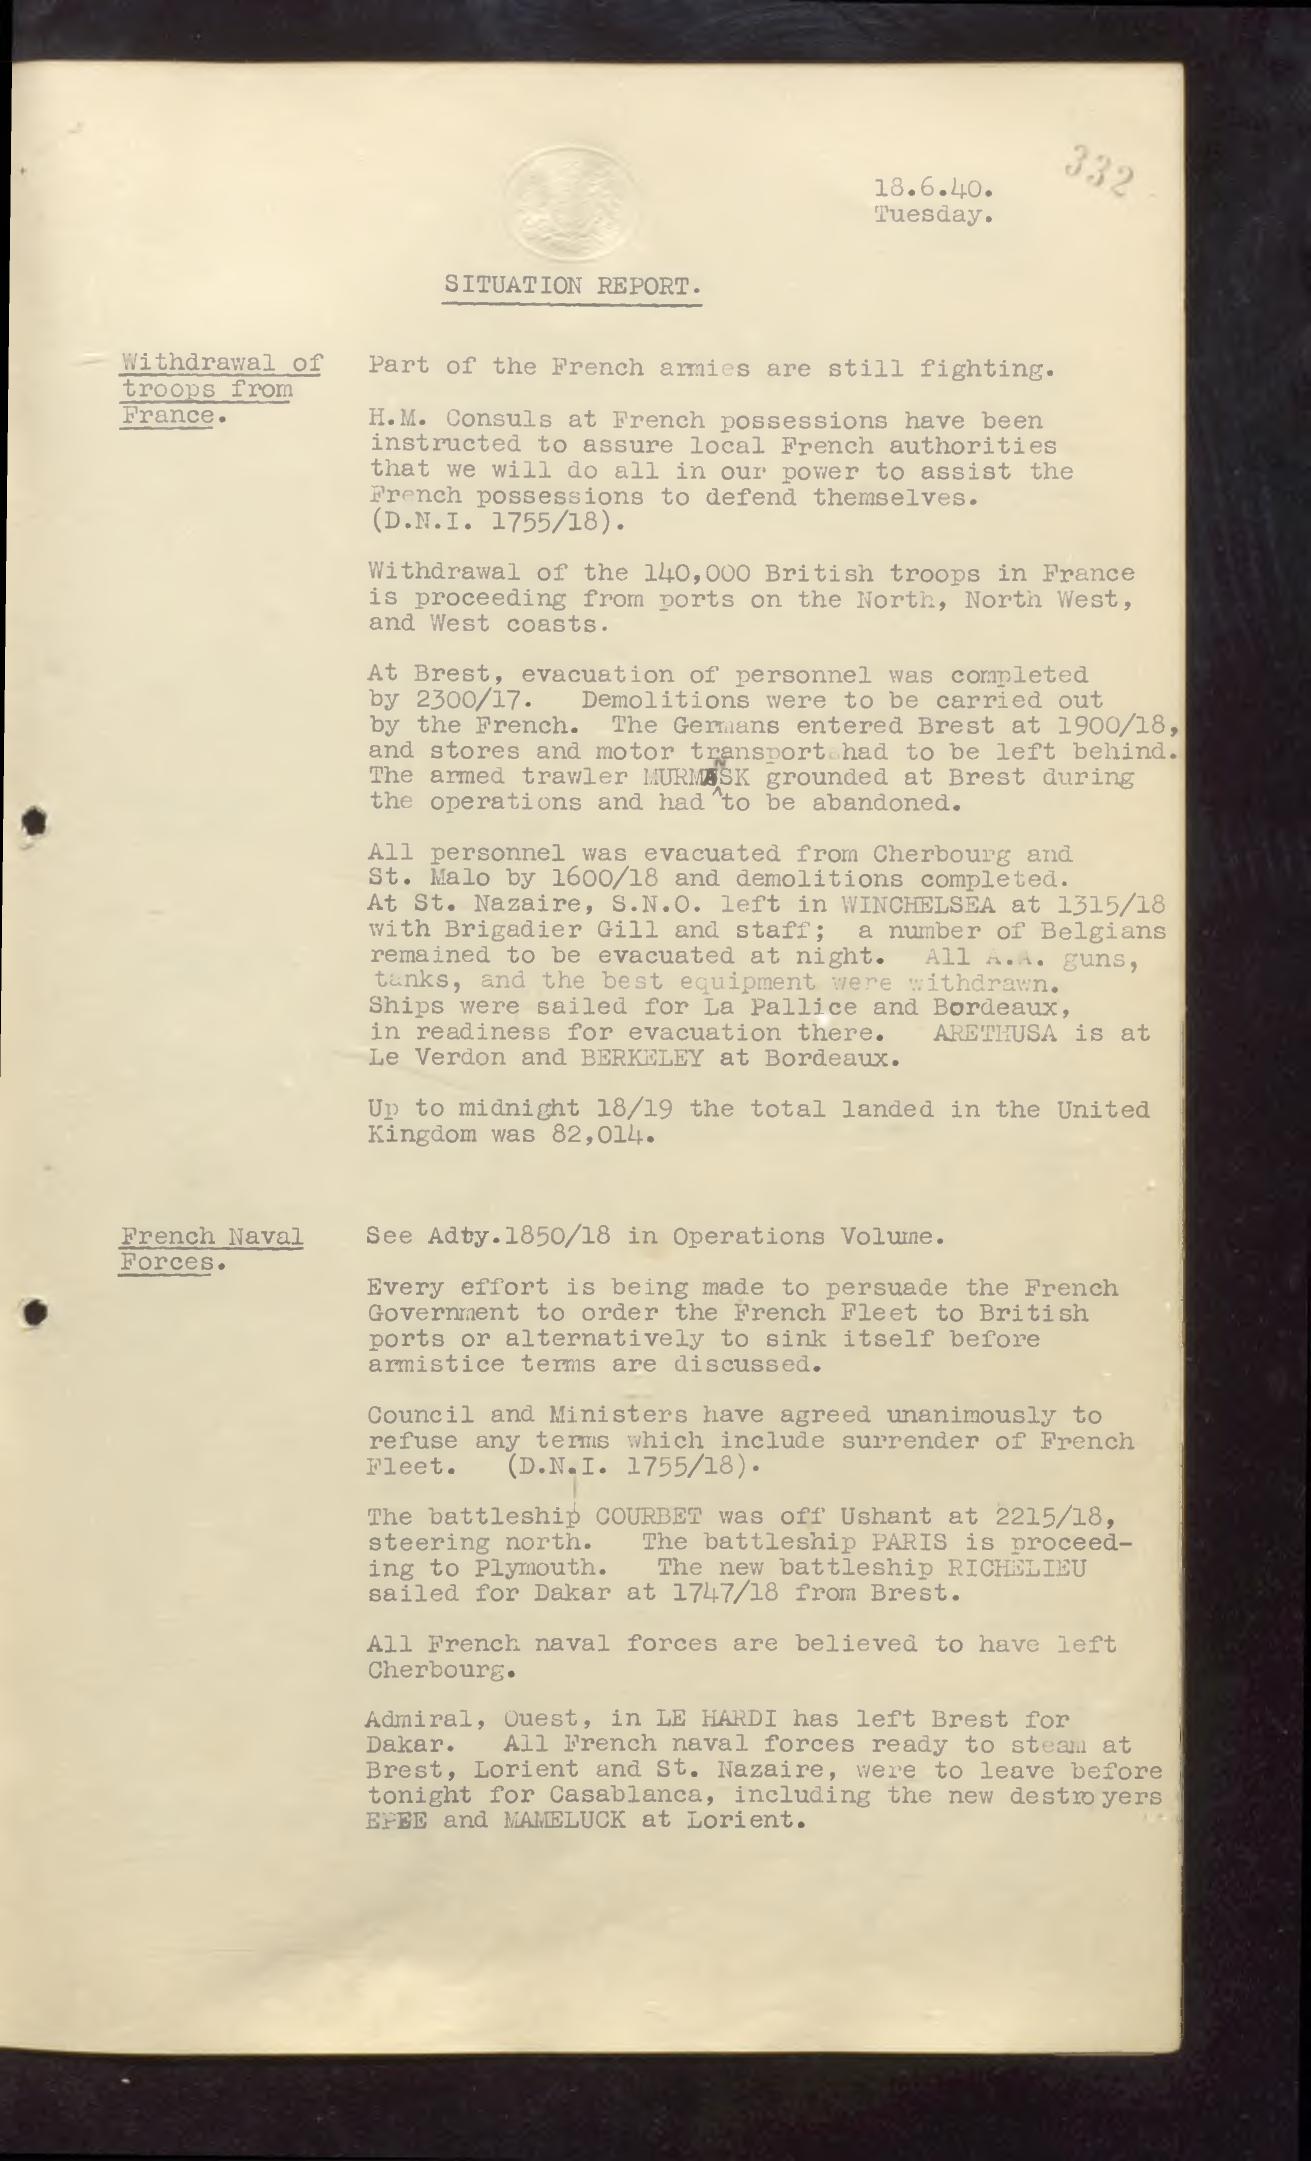 332
18.6.40.
Tuesday.
SITUATION REPORT.
Withdrawal of
troops from
France.
Part of the French armies are still fighting.
H.M. Consuls at French possessions have been
instructed to assure local French authorities
that we will do all in our power to assist the
French possessions to defend themselves.
(D.N.I. 1755/18).
Withdrawal of the 140,000 British troops in France
is proceeding from ports on the North, North West,
and West coasts.
At Brest, evacuation of personnel was completed
by 2300/17. Demolitions were to be carried out
by the French. The Germans entered Brest at 1900/18,
and stores and motor transport had to be left behind.
The armed trawler MURMANSK grounded at Brest during
the operations and had to be abandoned.
All personnel was evacuated from Cherbourg and
St. Malo by 1600/18 and demolitions completed.
At St. Nazaire, S.N.O. left in WINCHELSEA at 1315/18
with Brigadier Gill and staff; a number of Belgians
remained to be evacuated at night. All A.A. guns,
tanks, and the best equipment were withdrawn.
Ships were sailed for La Pallice and Bordeaux,
in readiness for evacuation there. ARETHUSA is at
Le Verdon and BERKELEY at Bordeaux.
Up to midnight 18/19 the total landed in the United
Kingdom was 82,014.
French Naval
Forces.
See Adty.1850/18 in Operations Volume.
Every effort is being made to persuade the French
Government to order the French Fleet to British
ports or alternatively to sink itself before
armistice terms are discussed.
Council and Ministers have agreed unanimously to
refuse any terms which include surrender of French
Fleet. (D.N.I. 1755/18).
The battleship COURBET was off Ushant at 2215/18,
steering north. The battleship PARIS is proceed-
ing to Plymouth. The new battleship RICHELIEU
sailed for Dakar at 1747/18 from Brest.
All French naval forces are believed to have left
Cherbourg.
Admiral, Ouest, in LE HARDI has left Brest for
Dakar. All French naval forces ready to steam at
Brest, Lorient and St. Nazaire, were to leave before
tonight for Casablanca, including the new destroyers
EPEE and MAMELUCK at Lorient.